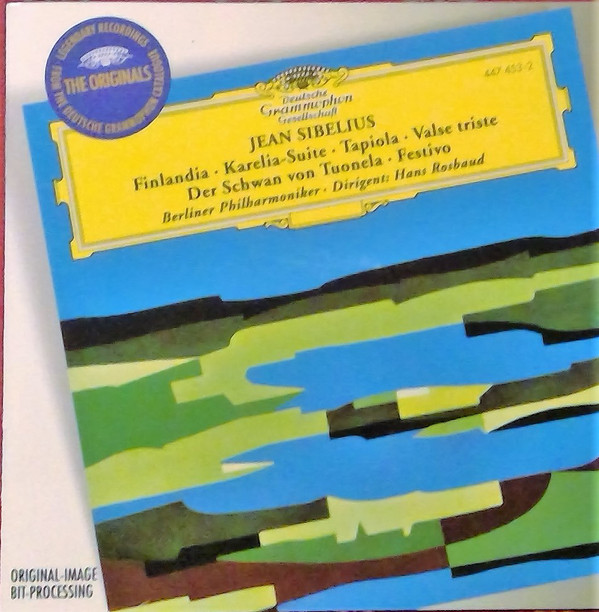 LEGENDARY RECORDINGS
FROM THE DEUTSCHE GRAMMOPHON CATALOGUE
THE ORIGINALS
447 453-2
Deutsche
Grammophon
Gesellschaft
JEAN SIBELIUS
Finlandia · Karelia-Suite · Tapiola · Valse triste
Der Schwan von Tuonela · Festivo
Berliner Philharmoniker · Dirigent: Hans Rosbaud
ORIGINAL-IMAGE
BIT-PROCESSING